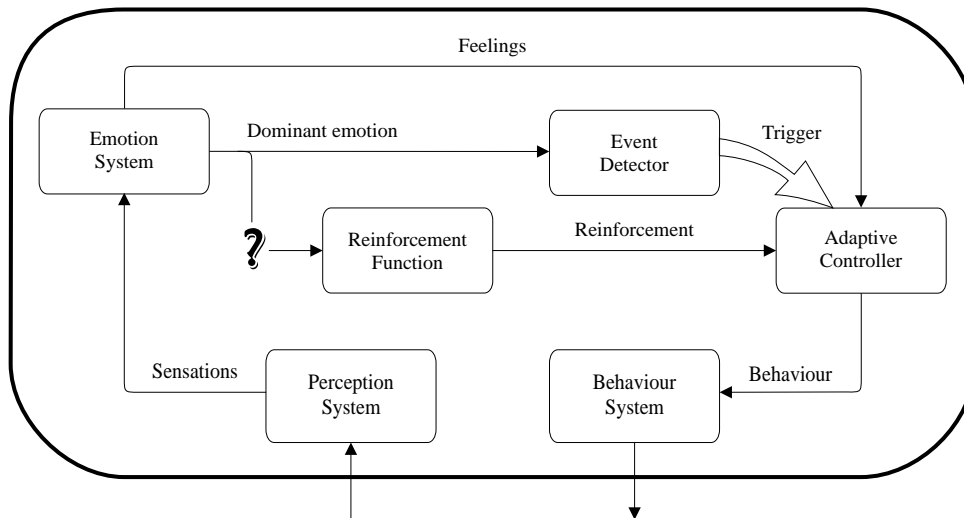 Feelings
Emotion
System
Dominant emotion
Event
Detector
Trigger
?
Reinforcement
Function
Reinforcement
Adaptive
Controller
Sensations
Perception
System
Behaviour
System
Behaviour